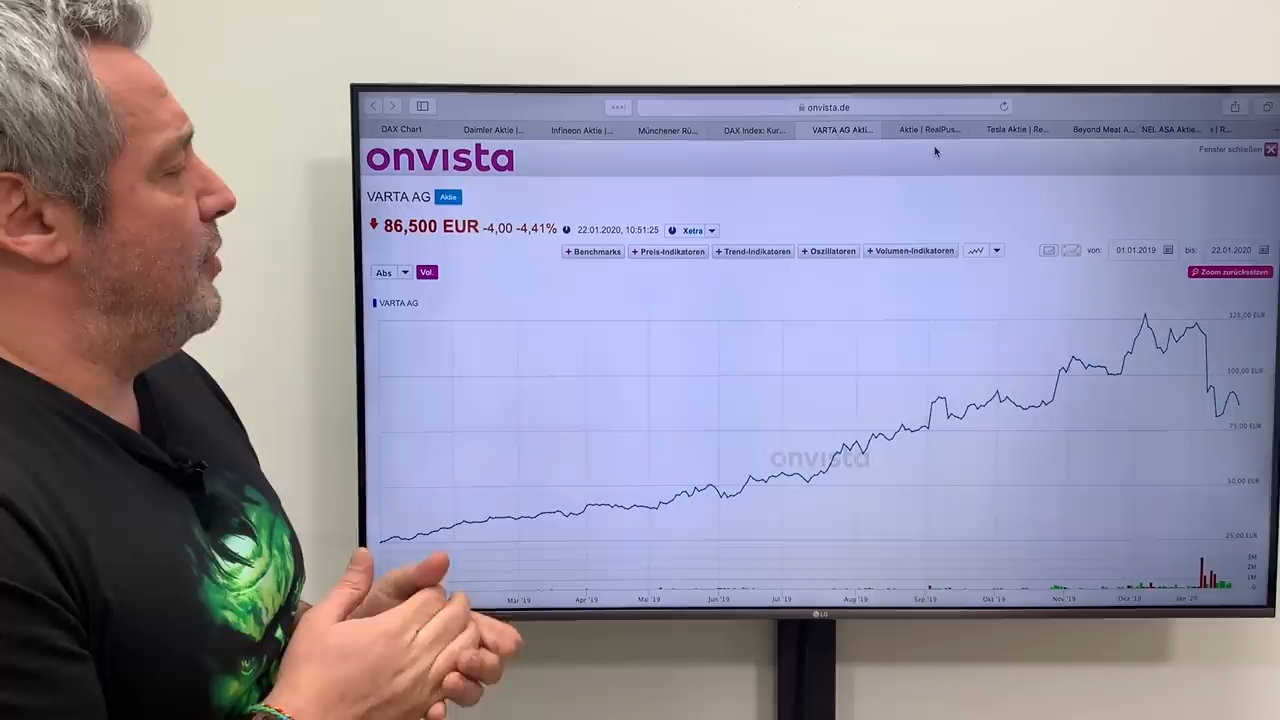 onvista.de
DAX Chart
Daimler Aktie |...
Infineon Aktie |...
Münchener Rü...
DAX Index: Kur...
VARTA AG Akti...
Aktie | RealPus...
Tesla Aktie | Re...
Beyond Meat A...
NEL ASA Aktie...
| R...
onvista
Fenster schließen
VARTA AG Aktie
86,500 EUR -4,00 -4,41% 22.01.2020, 10:51:25 Xetra
+ Benchmarks + Preis-Indikatoren + Trend-Indikatoren + Oszillatoren + Volumen-Indikatoren von: 01.01.2019 bis: 22.01.2020
Abs Vol. Zoom zurücksetzen
VARTA AG
125,00 EUR
100,00 EUR
75,00 EUR
onvista
50,00 EUR
25,00 EUR
3M
2M
1M
0
Mär '19 Apr '19 Mai '19 Jun '19 Jul '19 Aug '19 Sep '19 Okt '19 Nov '19 Dez '19 Jan '20
LG